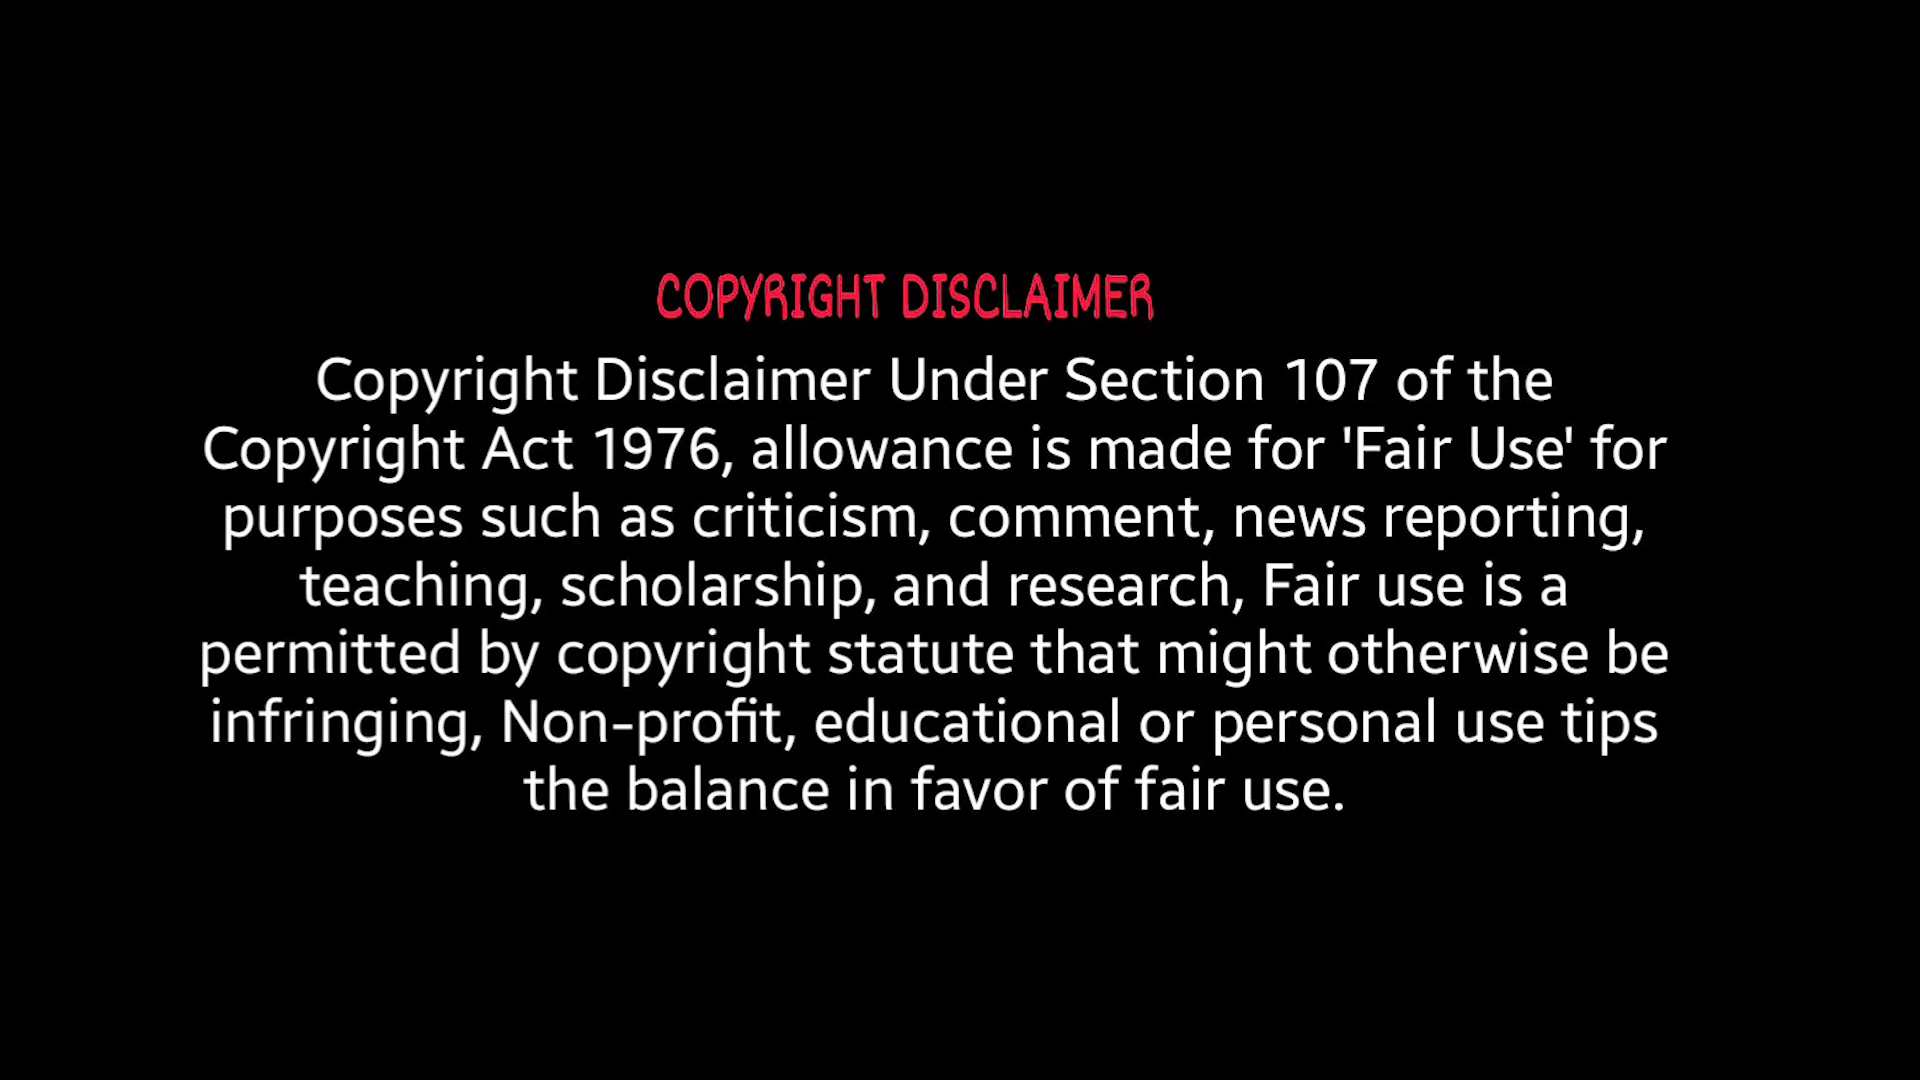 COPYRIGHT DISCLAIMER
Copyright Disclaimer Under Section 107 of the
Copyright Act 1976, allowance is made for 'Fair Use' for
purposes such as criticism, comment, news reporting,
teaching, scholarship, and research, Fair use is a
permitted by copyright statute that might otherwise be
infringing, Non-profit, educational or personal use tips
the balance in favor of fair use.